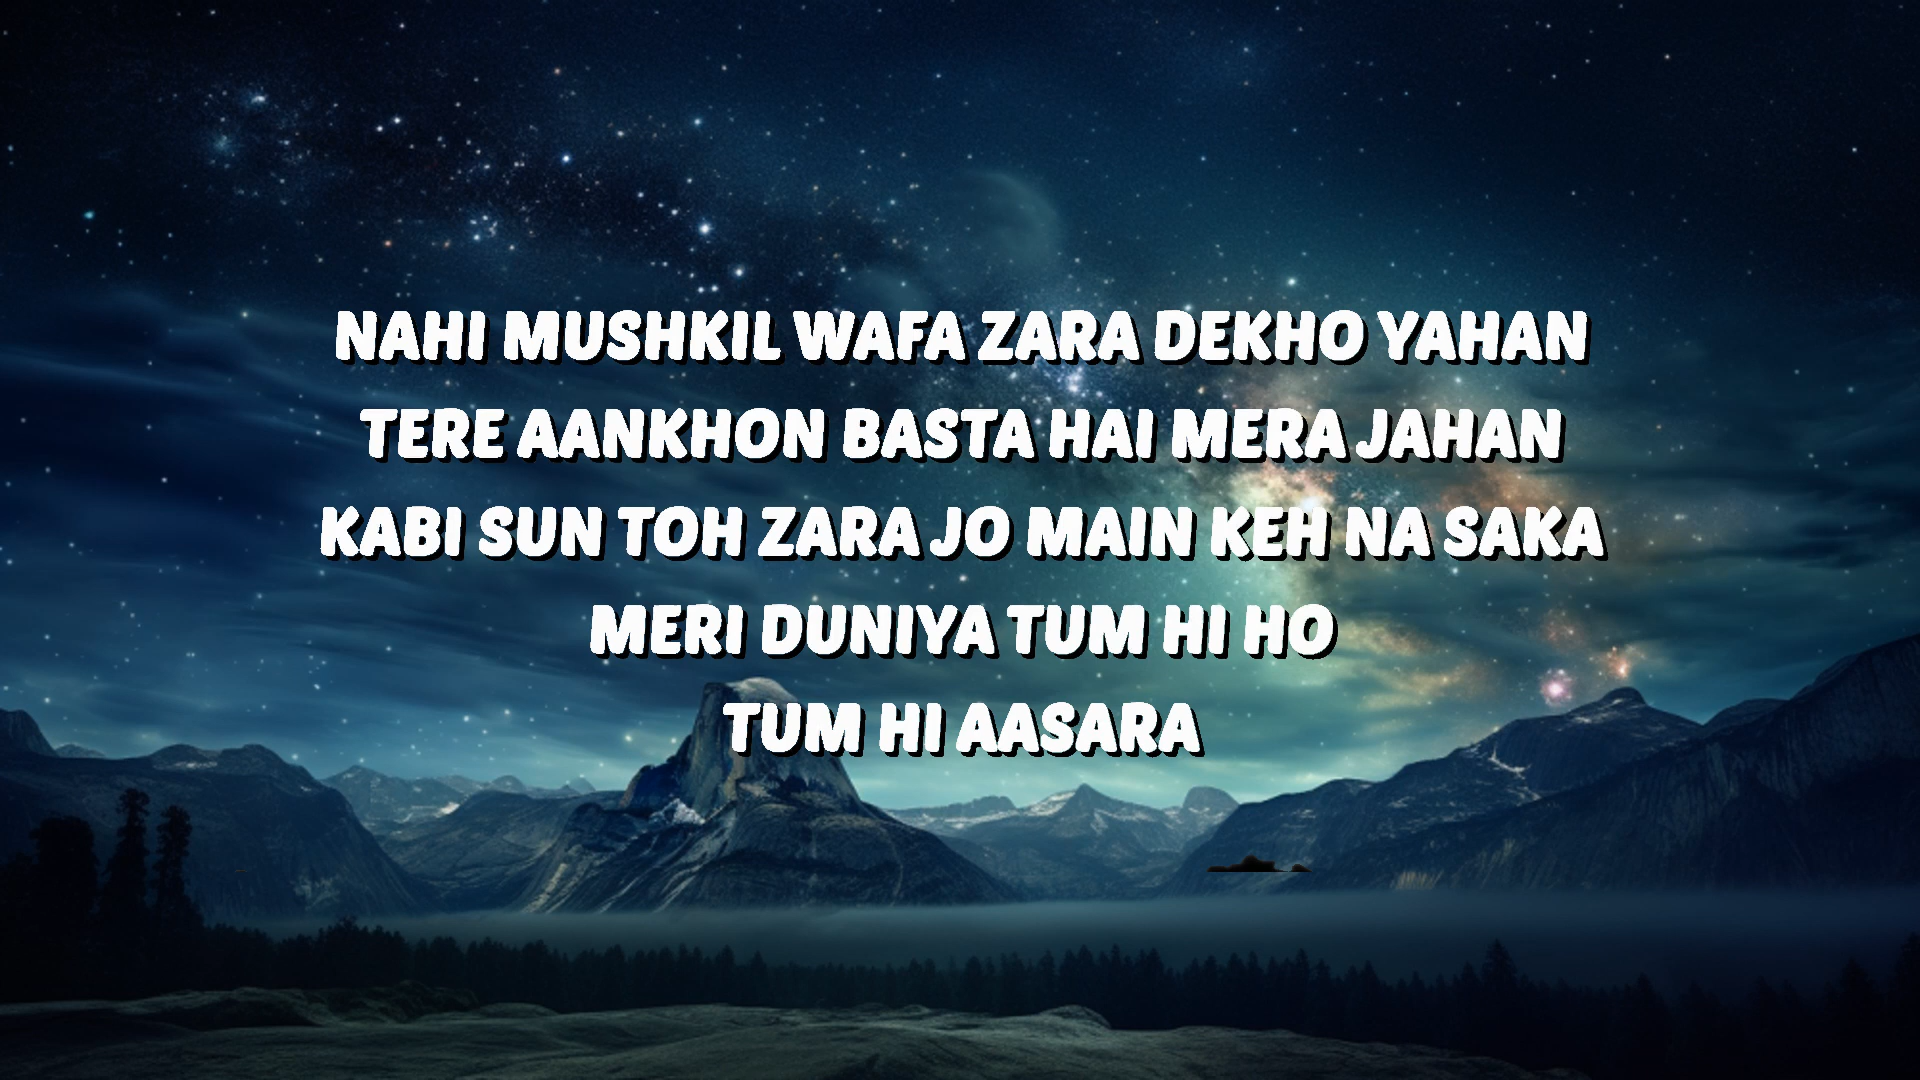 NAHI MUSHKIL WAFA ZARA DEKHO YAHAN
TERE AANKHON BASTA HAI MERA JAHAN
KABI SUN TOH ZARA JO MAIN KEH NA SAKA
MERI DUNIYA TUM HI HO
TUM HI AASARA